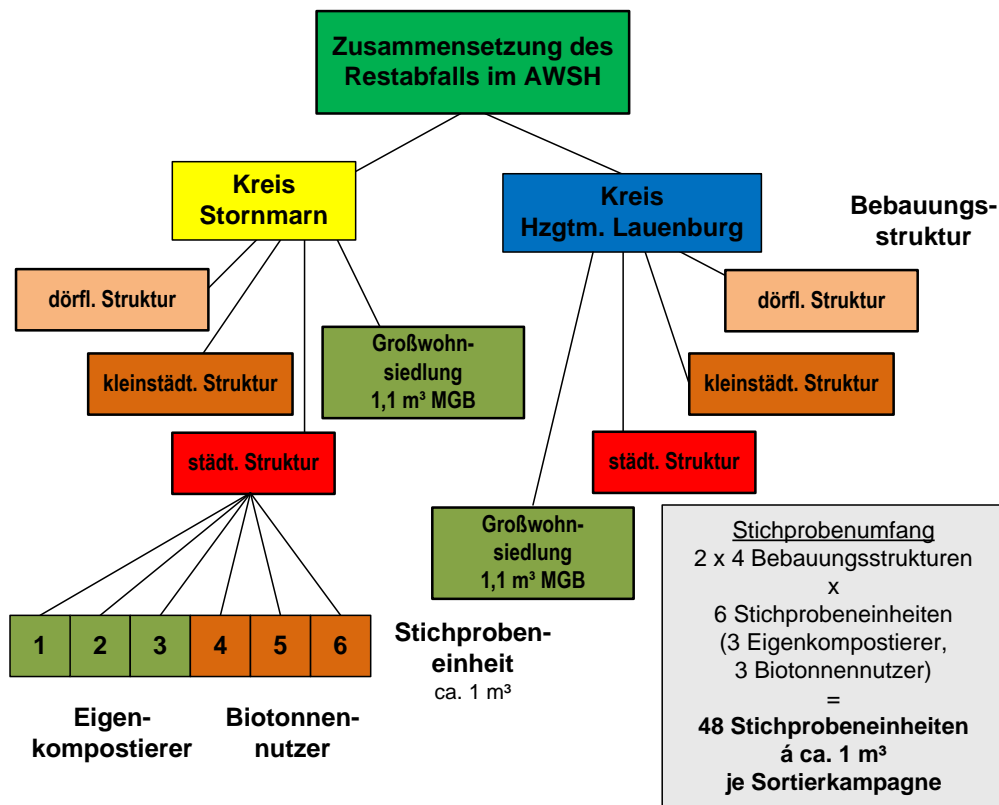 Zusammensetzung des
Restabfalls im AWSH
Kreis
Stornmarn
Kreis
Hzgtm. Lauenburg
Bebauungs-
struktur
dörfl. Struktur
kleinstädt. Struktur
Großwohn-
siedlung
1,1 m³ MGB
städt. Struktur
dörfl. Struktur
kleinstädt. Struktur
städt. Struktur
Großwohn-
siedlung
1,1 m³ MGB
1 2 3 4 5 6
Stichproben-
einheit
ca. 1 m³
Eigen-
kompostierer
Biotonnen-
nutzer
Stichprobenumfang
2 x 4 Bebauungsstrukturen
x
6 Stichprobeneinheiten
(3 Eigenkompostierer,
3 Biotonnennutzer)
=
48 Stichprobeneinheiten
á ca. 1 m³
je Sortierkampagne